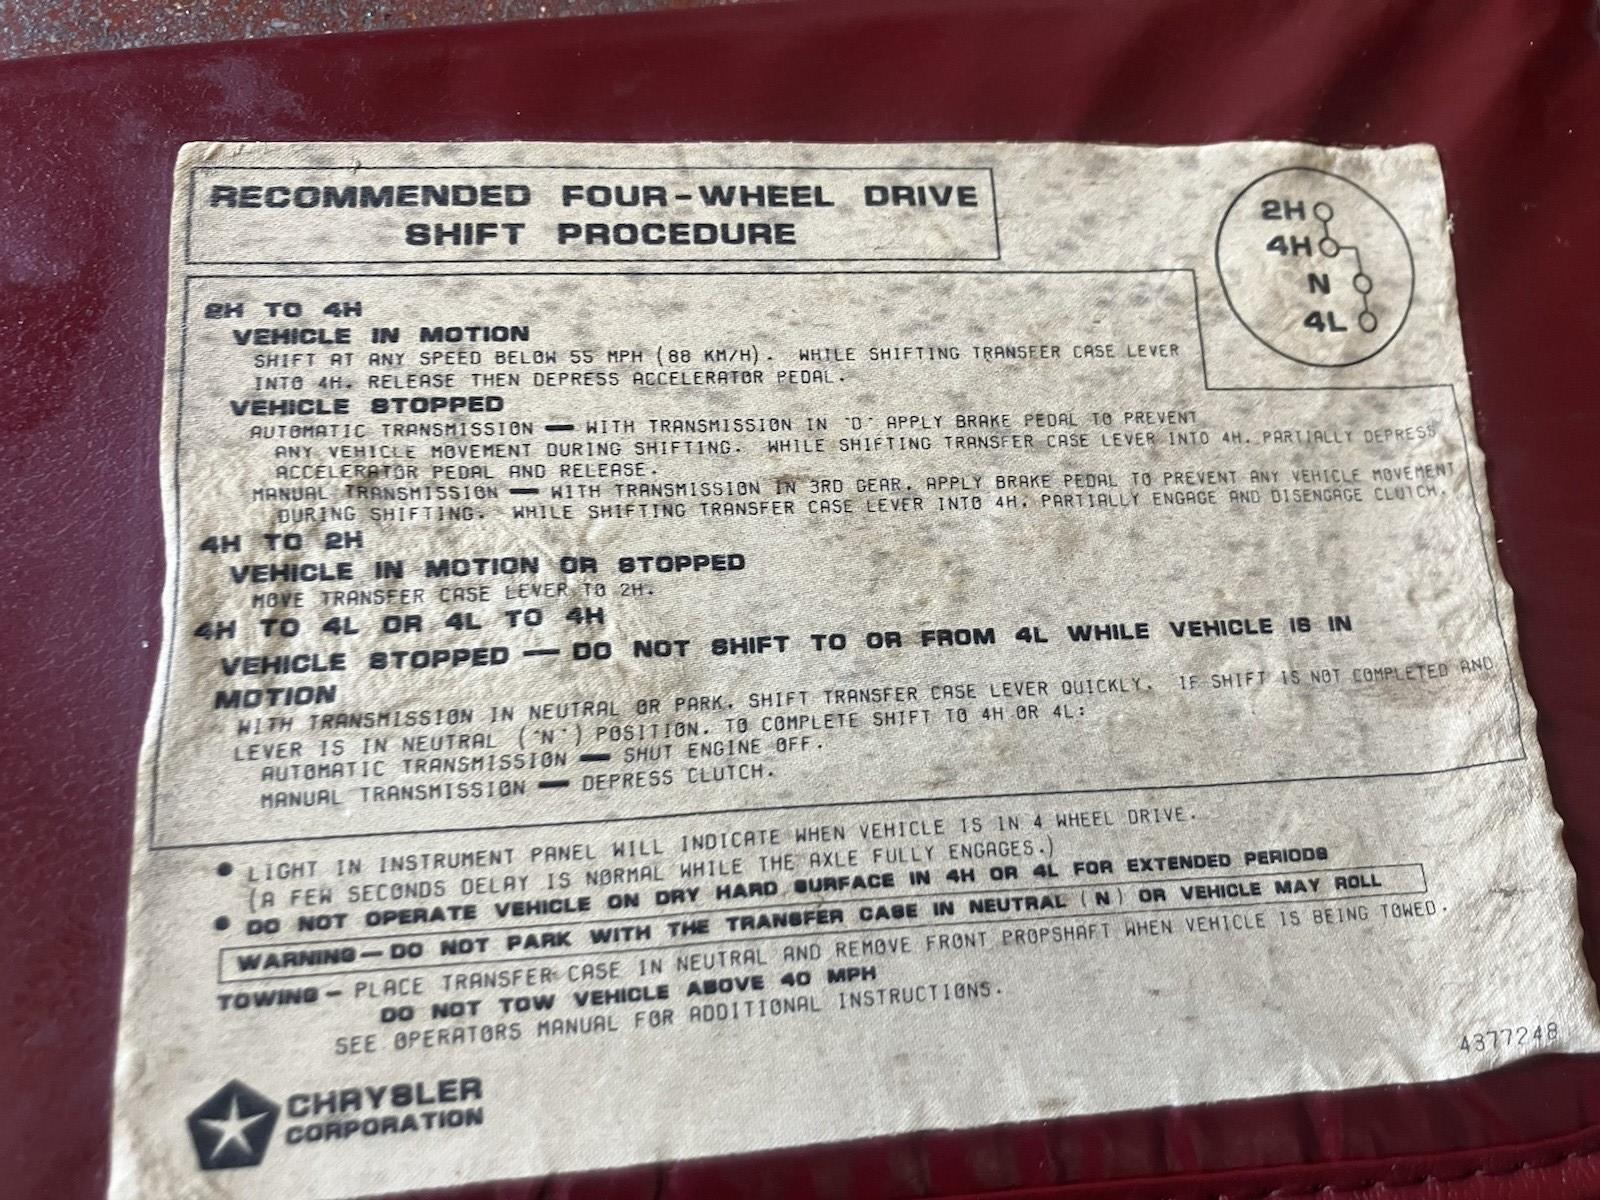 RECOMMENDED FOUR-WHEEL DRIVE
SHIFT PROCEDURE
2H
4H
N
4L
2H TO 4H
VEHICLE IN MOTION
SHIFT AT ANY SPEED BELOW 55 MPH (88 KM/H). WHILE SHIFTING TRANSFER CASE LEVER
INTO 4H, RELEASE THEN DEPRESS ACCELERATOR PEDAL.
VEHICLE STOPPED
AUTOMATIC TRANSMISSION — WITH TRANSMISSION IN "D" APPLY BRAKE PEDAL TO PREVENT
ANY VEHICLE MOVEMENT DURING SHIFTING. WHILE SHIFTING TRANSFER CASE LEVER INTO 4H, PARTIALLY DEPRESS
ACCELERATOR PEDAL AND RELEASE.
MANUAL TRANSMISSION — WITH TRANSMISSION IN 3RD GEAR, APPLY BRAKE PEDAL TO PREVENT ANY VEHICLE MOVEMENT
DURING SHIFTING. WHILE SHIFTING TRANSFER CASE LEVER INTO 4H, PARTIALLY ENGAGE AND DISENGAGE CLUTCH.
4H TO 2H
VEHICLE IN MOTION OR STOPPED
MOVE TRANSFER CASE LEVER TO 2H.
4H TO 4L OR 4L TO 4H
VEHICLE STOPPED — DO NOT SHIFT TO OR FROM 4L WHILE VEHICLE IS IN
MOTION
WITH TRANSMISSION IN NEUTRAL OR PARK, SHIFT TRANSFER CASE LEVER QUICKLY. IF SHIFT IS NOT COMPLETED AND
LEVER IS IN NEUTRAL ("N") POSITION, TO COMPLETE SHIFT TO 4H OR 4L:
AUTOMATIC TRANSMISSION — SHUT ENGINE OFF.
MANUAL TRANSMISSION — DEPRESS CLUTCH.
● LIGHT IN INSTRUMENT PANEL WILL INDICATE WHEN VEHICLE IS IN 4 WHEEL DRIVE.
(A FEW SECONDS DELAY IS NORMAL WHILE THE AXLE FULLY ENGAGES.)
● DO NOT OPERATE VEHICLE ON DRY HARD SURFACE IN 4H OR 4L FOR EXTENDED PERIODS
WARNING — DO NOT PARK WITH THE TRANSFER CASE IN NEUTRAL (N) OR VEHICLE MAY ROLL
TOWING — PLACE TRANSFER CASE IN NEUTRAL AND REMOVE FRONT PROPSHAFT WHEN VEHICLE IS BEING TOWED.
DO NOT TOW VEHICLE ABOVE 40 MPH
SEE OPERATORS MANUAL FOR ADDITIONAL INSTRUCTIONS.
4377248
CHRYSLER
CORPORATION